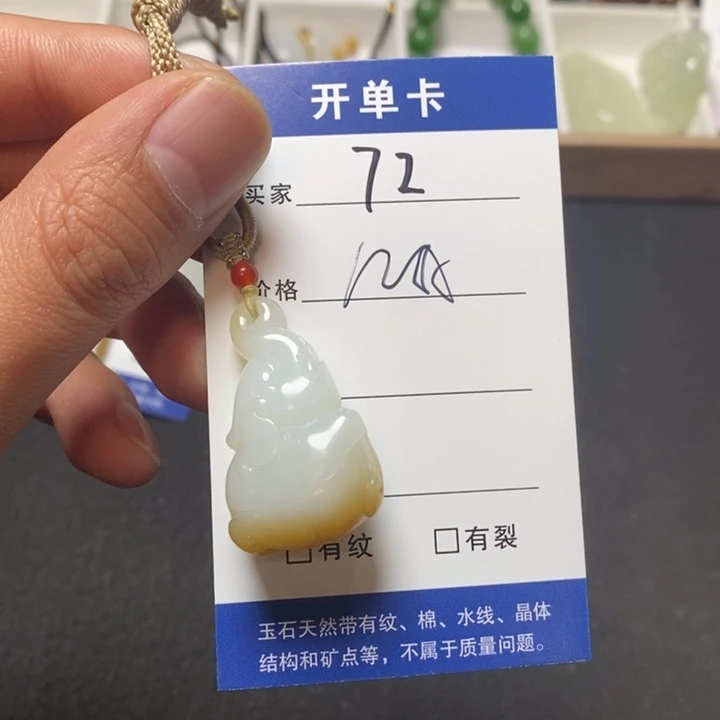 开单卡
买家 72
价格
有纹 有裂
玉石天然带有纹、棉、水线、晶体
结构和矿点等，不属于质量问题。